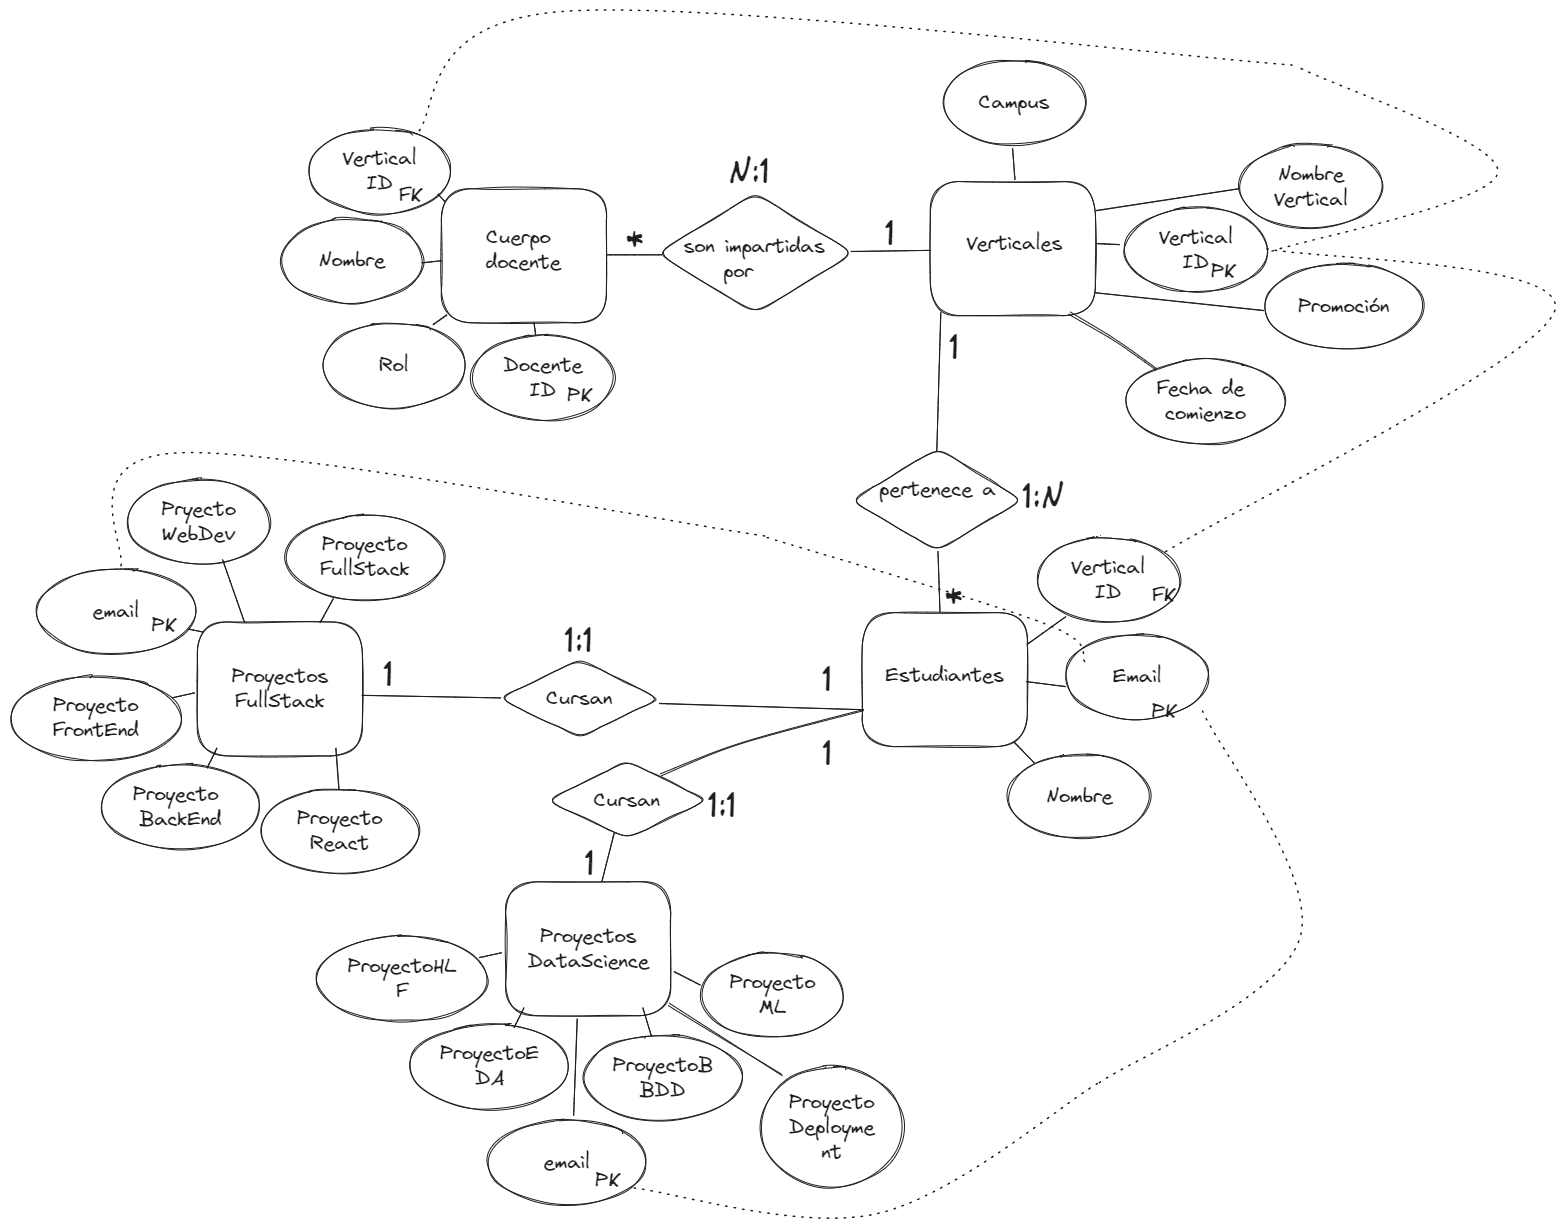 Campus
Vertical
ID FK
N:1
Nombre
Vertical
Nombre
Cuerpo
docente
*
son impartidas
por
1
Verticales
Vertical
ID PK
Promoción
Rol
Docente
ID PK
1
Fecha de
comienzo
pertenece a
1:N
Pryecto
WebDev
Proyecto
FullStack
Vertical
ID FK
*
email PK
1:1
Proyectos
FullStack
1
Cursan
1
Estudiantes
Email
PK
Proyecto
FrontEnd
1
Proyecto
BackEnd
Proyecto
React
Cursan
1:1
Nombre
1
Proyectos
DataScience
ProyectoHL
F
Proyecto
ML
ProyectoE
DA
ProyectoB
BDD
Proyecto
Deployme
nt
email PK